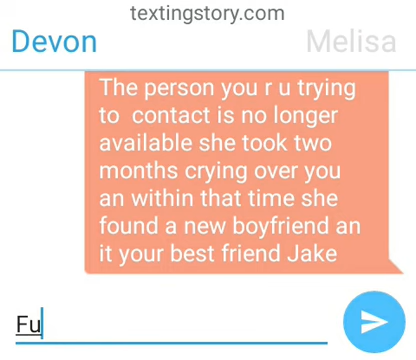 textingstory.com
Devon Melisa
The person you r u trying
to contact is no longer
available she took two
months crying over you
an within that time she
found a new boyfriend an
it your best friend Jake
Fu